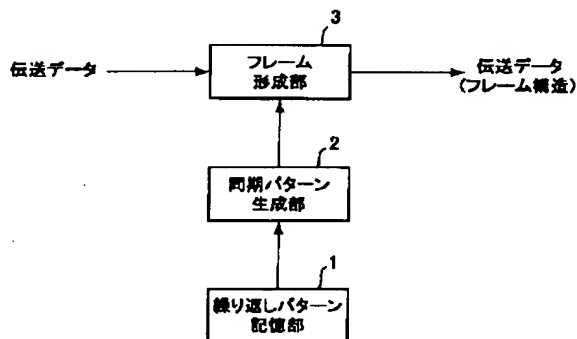 3
伝送データ
フレーム
形成部
伝送データ
(フレーム構造)
2
同期パターン
生成部
1
繰り返しパターン
記憶部